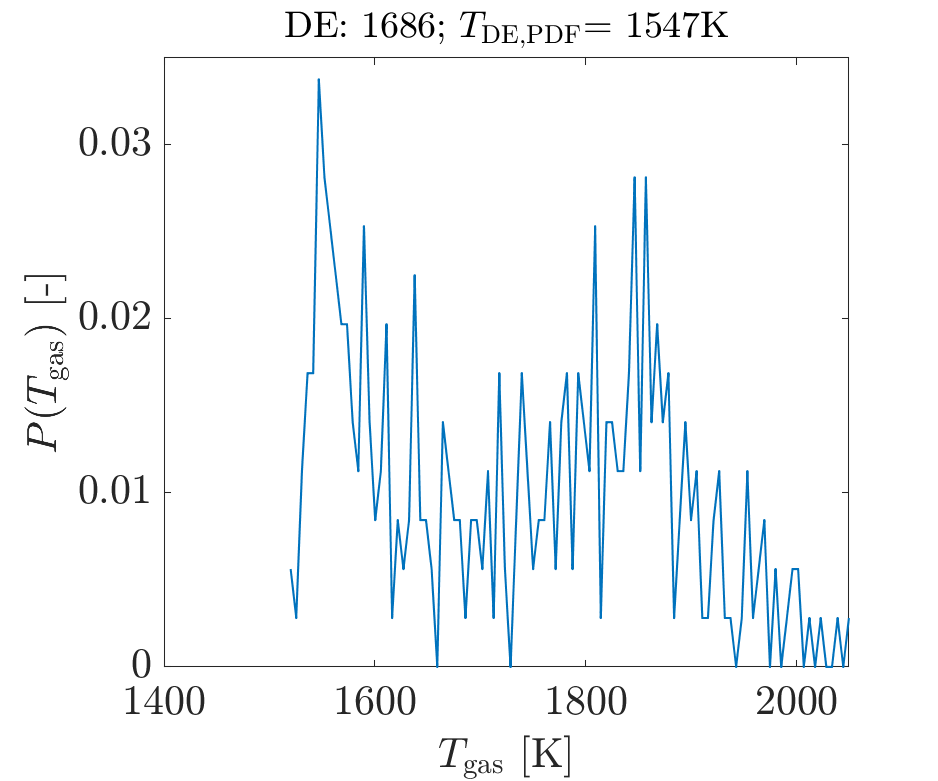 DE: 1686; T_DE,PDF= 1547K
0.03
0.02
0.01
0
P(T_gas) [-]
1400 1600 1800 2000
T_gas [K]